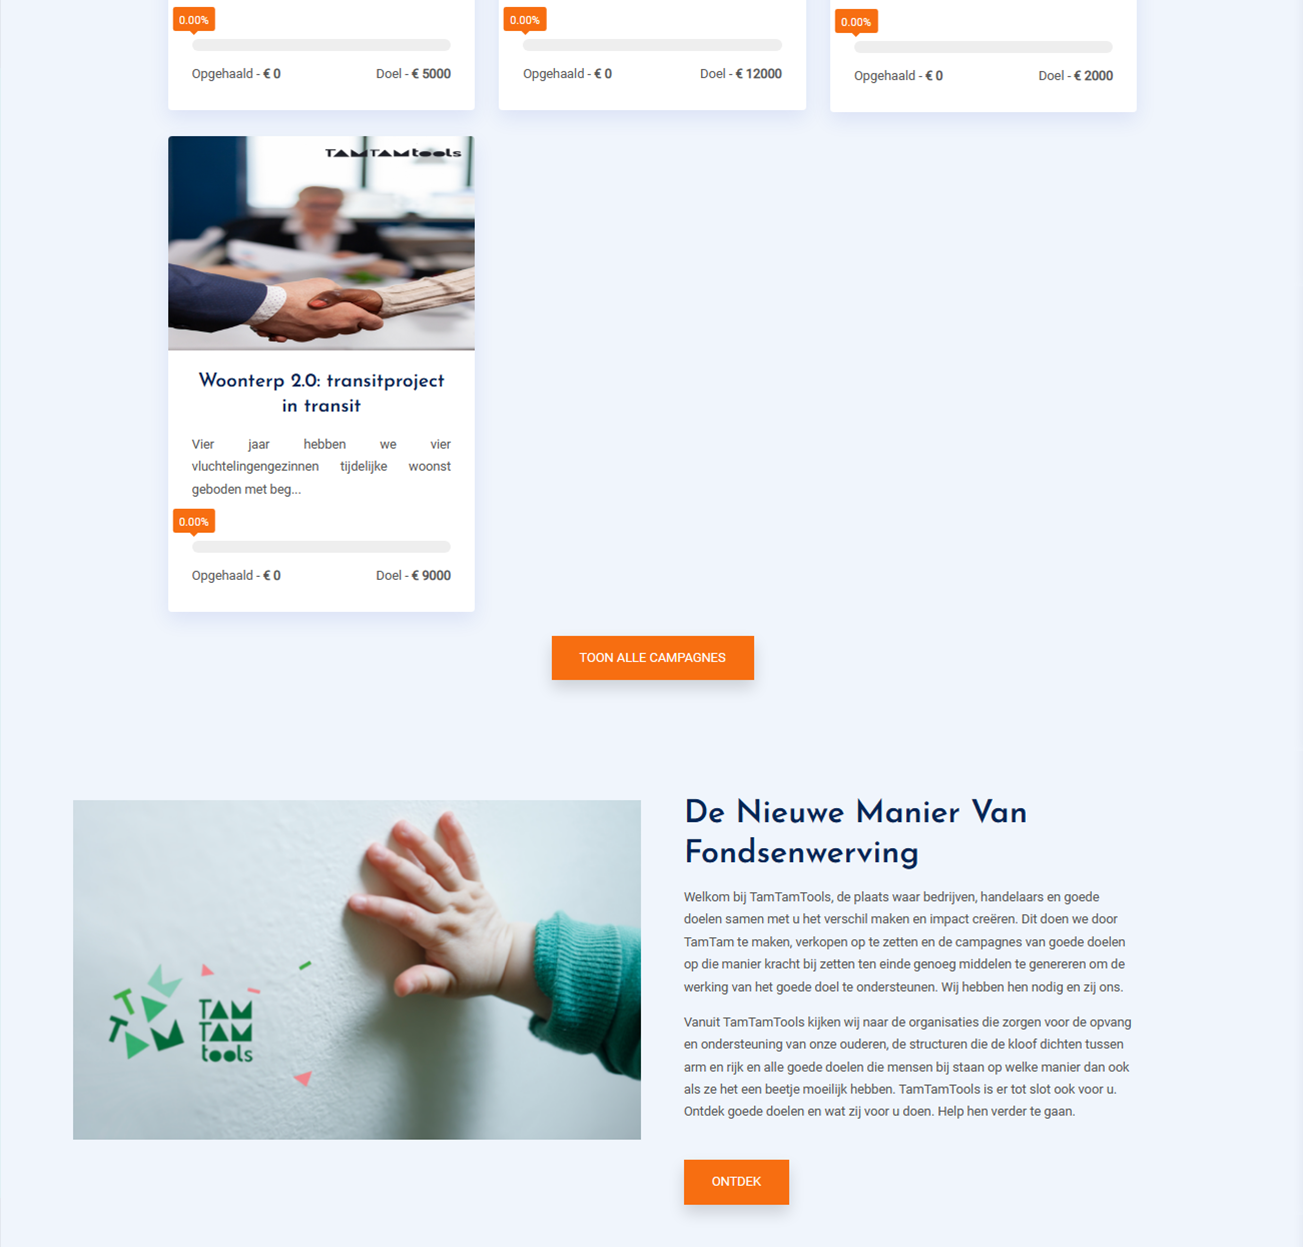 0.00%
0.00%
0.00%
Opgehaald - € 0
Doel - € 5000
Opgehaald - € 0
Doel - € 12000
Opgehaald - € 0
Doel - € 2000
TAMTAMtools
Woonterp 2.0: transitproject
in transit
Vier jaar hebben we vier
vluchtelingengezinnen tijdelijke woonst
geboden met beg...
0.00%
Opgehaald - € 0
Doel - € 9000
TOON ALLE CAMPAGNES
TAM
TAM
TAM
tools
De Nieuwe Manier Van
Fondsenwerving
Welkom bij TamTamTools, de plaats waar bedrijven, handelaars en goede
doelen samen met u het verschil maken en impact creëren. Dit doen we door
TamTam te maken, verkopen op te zetten en de campagnes van goede doelen
op die manier kracht bij zetten ten einde genoeg middelen te genereren om de
werking van het goede doel te ondersteunen. Wij hebben hen nodig en zij ons.
Vanuit TamTamTools kijken wij naar de organisaties die zorgen voor de opvang
en ondersteuning van onze ouderen, de structuren die de kloof dichten tussen
arm en rijk en alle goede doelen die mensen bij staan op welke manier dan ook
als ze het een beetje moeilijk hebben. TamTamTools is er tot slot ook voor u.
Ontdek goede doelen en wat zij voor u doen. Help hen verder te gaan.
ONTDEK